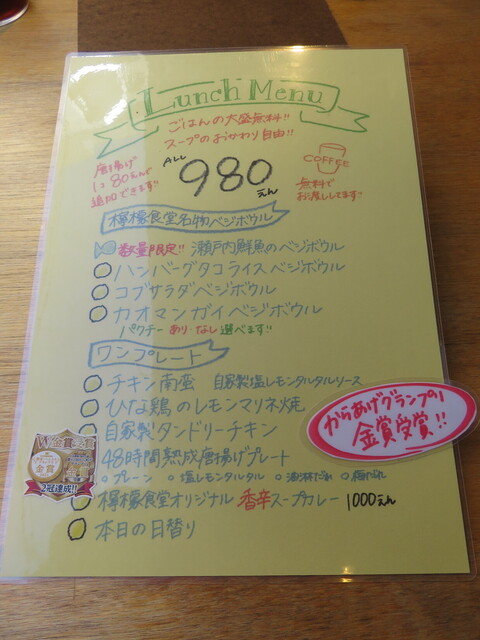 Lunch Menu
ごはんの大盛無料!!
スープのおかわり自由!!
唐揚げ
1コ 80えんで
追加できます!!
ALL
980えん
COFFEE
無料で
お渡ししてます
檸檬食堂名物ベジボウル
数量限定!! 瀬戸内鮮魚のベジボウル
ハンバーグタコライスベジボウル
コブサラダベジボウル
カオマンガイベジボウル
パクチー あり なし 選べます!!
ワンプレート
チキン南蛮 自家製塩レモンタルタルソース
ひな鶏のレモンマリネ焼
自家製タンドリーチキン
48時間熟成唐揚げプレート
プレーン ○塩レモンタルタル ○油淋だれ ○梅だれ
檸檬食堂オリジナル 香辛スープカレー 1000えん
本日の日替り
からあげグランプリ
金賞受賞!!
W金賞受賞
金賞
2冠達成!!